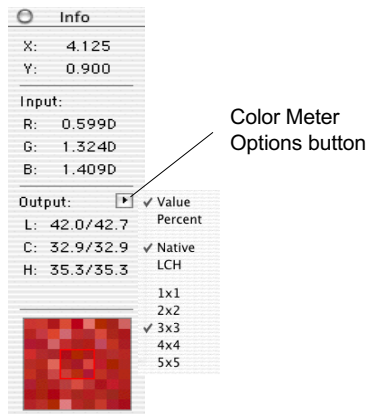 Info
X: 4.125
Y: 0.900
Input:
R: 0.599D
G: 1.324D
B: 1.409D
Output:
L: 42.0/42.7
C: 32.9/32.9
H: 35.3/35.3
✓ Value
Percent
✓ Native
LCH
1x1
2x2
✓ 3x3
4x4
5x5
Color Meter
Options button